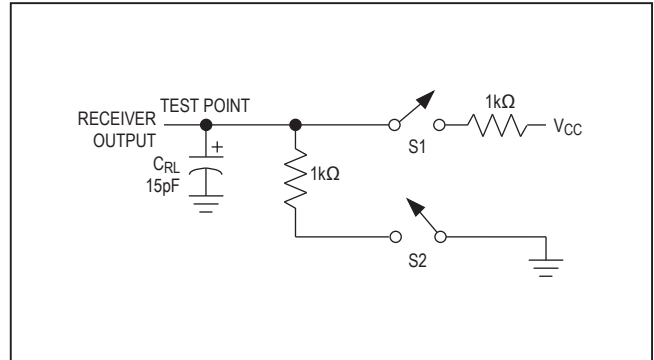 TEST POINT
RECEIVER
OUTPUT
+
CRL
15pF
1kΩ
S1
1kΩ
VCC
S2